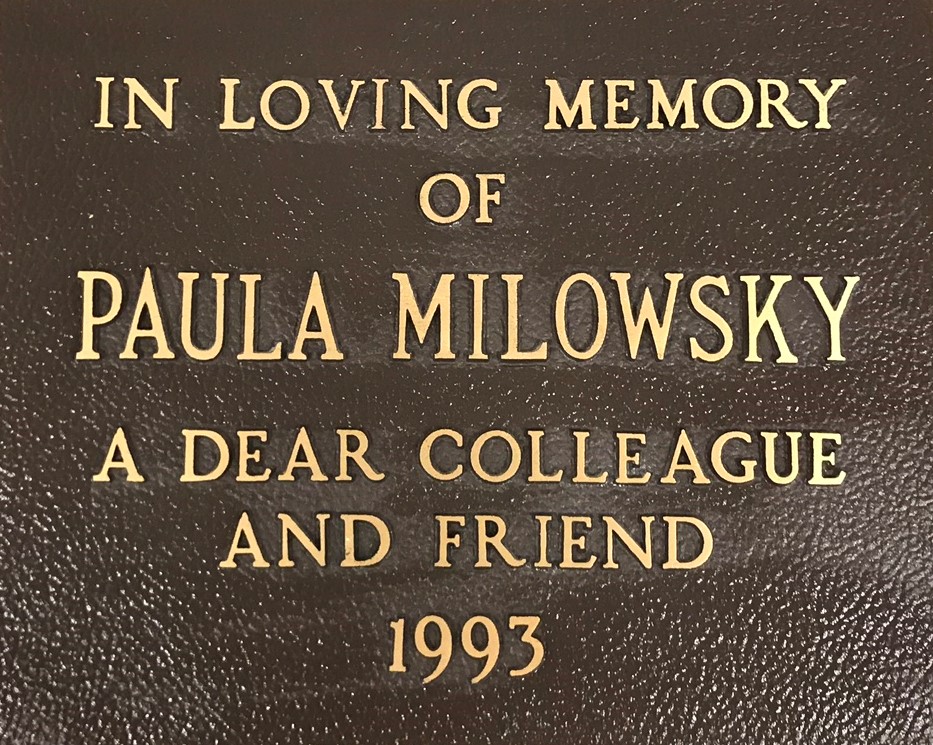 IN LOVING MEMORY
OF
PAULA MILOWSKY
A DEAR COLLEAGUE
AND FRIEND
1993